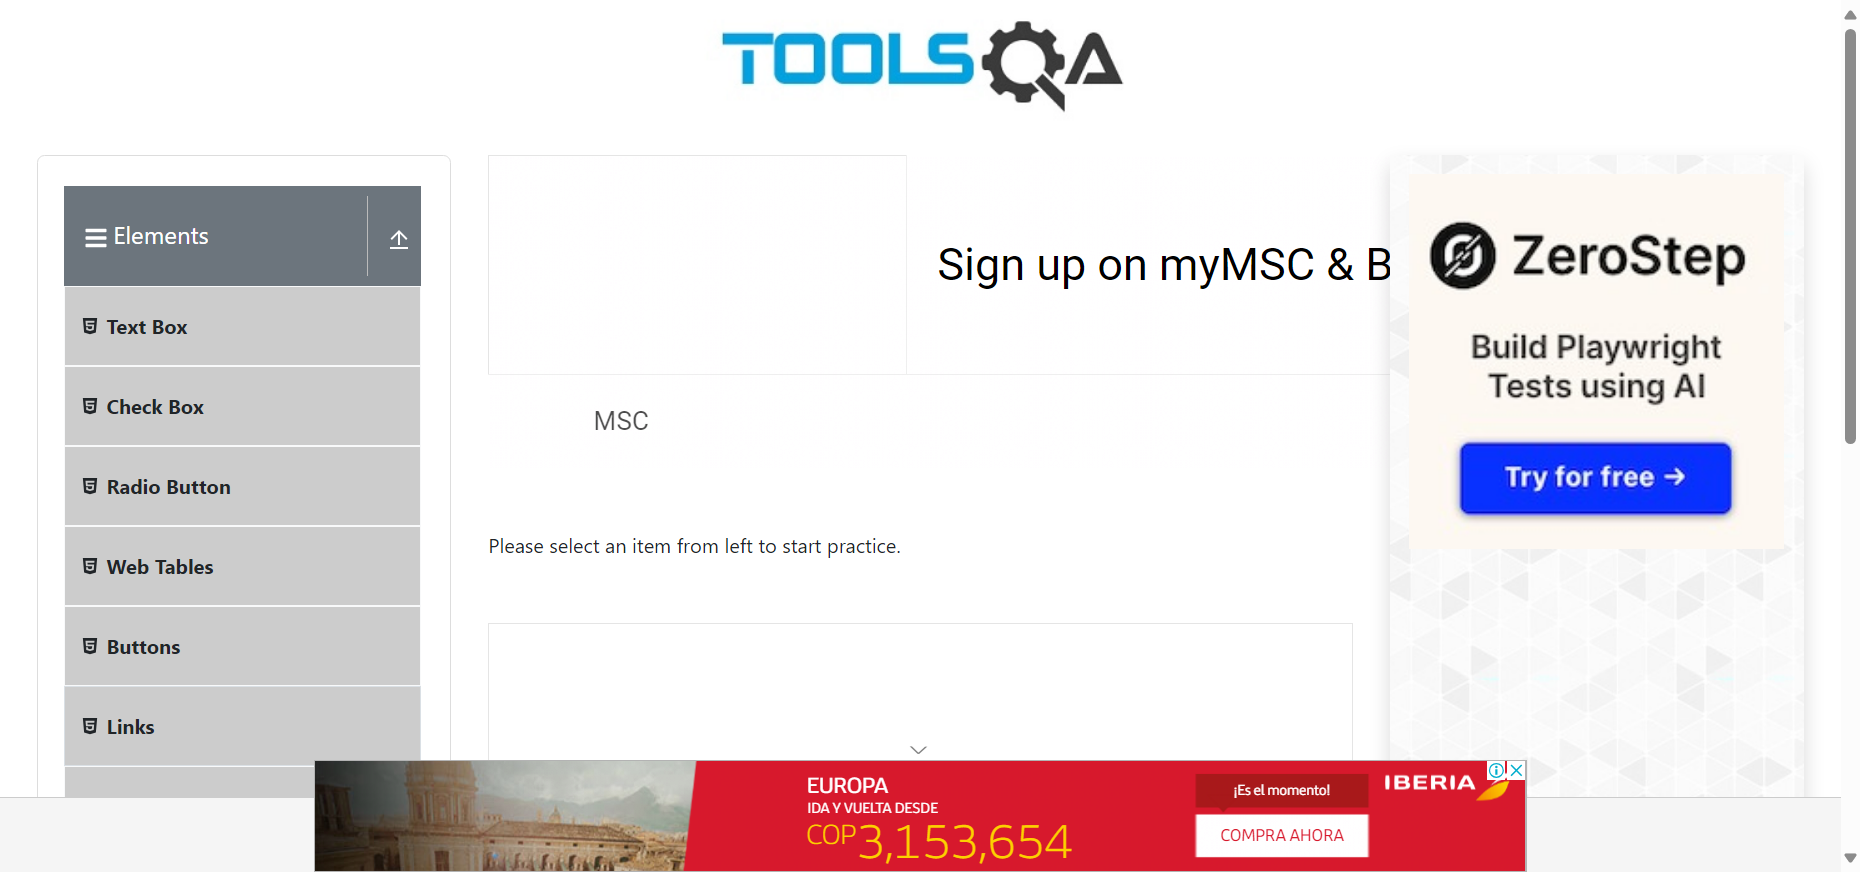 TOOLSQA
Elements
Text Box
Check Box
Radio Button
Web Tables
Buttons
Links
Sign up on myMSC & B
MSC
Please select an item from left to start practice.
ZeroStep
Build Playwright
Tests using AI
Try for free →
EUROPA
IDA Y VUELTA DESDE
COP3,153,654
¡Es el momento!
COMPRA AHORA
IBERIA